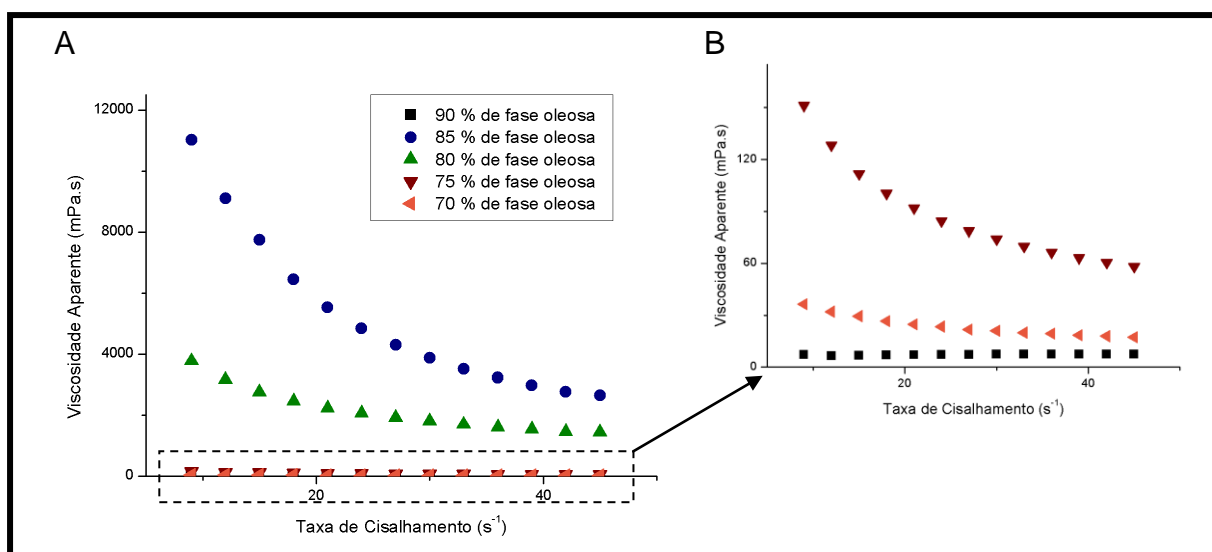 A
Viscosidade Aparente (mPa.s)
12000
8000
4000
0
20
40
Taxa de Cisalhamento (s⁻¹)
90 % de fase oleosa
85 % de fase oleosa
80 % de fase oleosa
75 % de fase oleosa
70 % de fase oleosa
B
Viscosidade Aparente (mPa.s)
120
60
0
20
40
Taxa de Cisalhamento (s⁻¹)